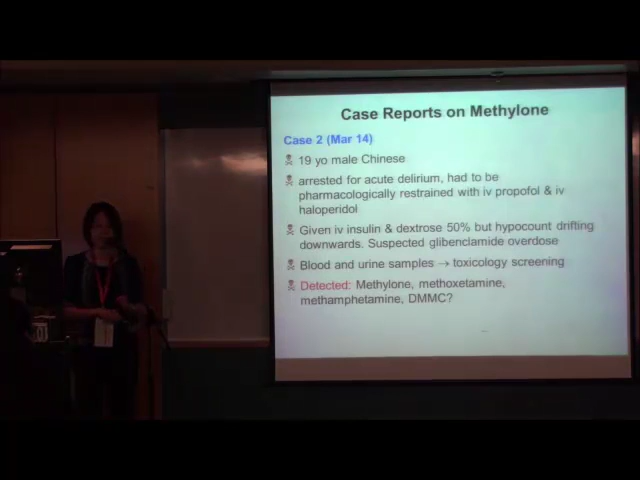 Case Reports on Methylone
Case 2 (Mar 14)
19 yo male Chinese
arrested for acute delirium, had to be
pharmacologically restrained with iv propofol & iv
haloperidol
Given iv insulin & dextrose 50% but hypocount drifting
downwards. Suspected glibenclamide overdose
Blood and urine samples → toxicology screening
Detected: Methylone, methoxetamine,
methamphetamine, DMMC?